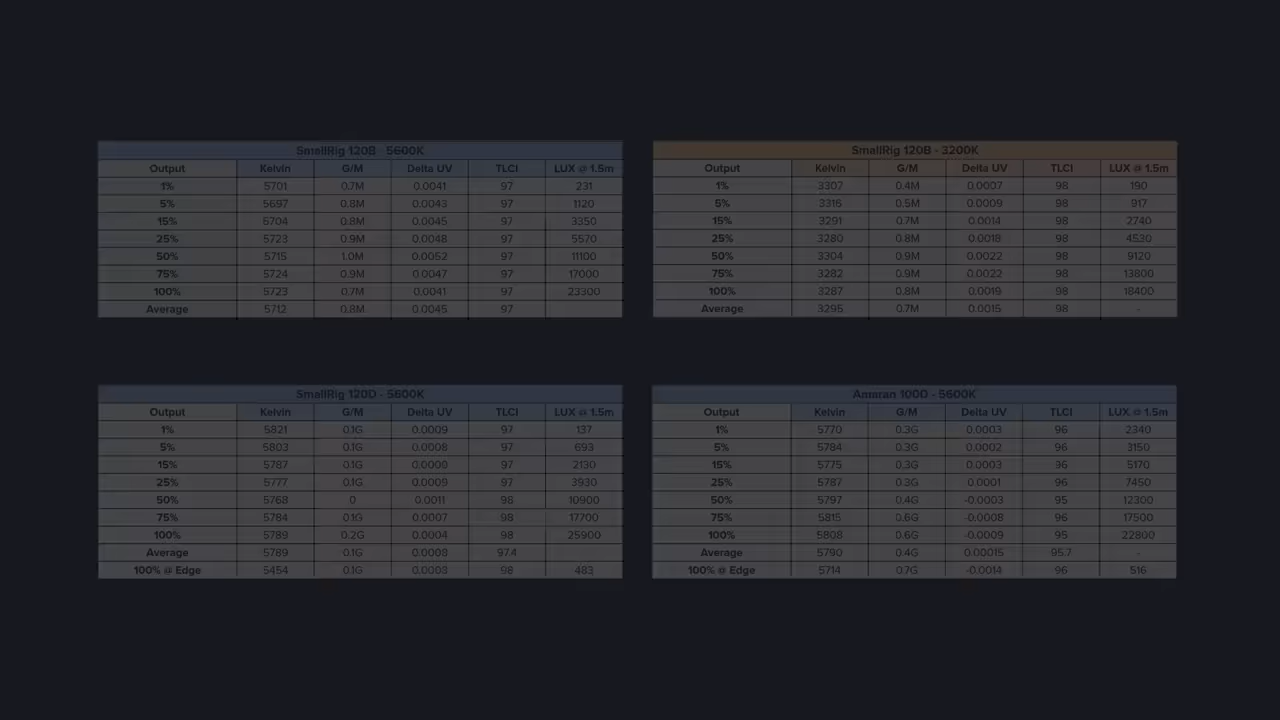 SmallRig 120B - 5600K
Output Kelvin G/M Delta UV TLCI LUX @ 1.5m
1% 5701 0.7M 0.0041 97 231
5% 5697 0.8M 0.0043 97 1120
15% 5704 0.8M 0.0045 97 3350
25% 5723 0.9M 0.0048 97 5570
50% 5715 1.0M 0.0052 97 11100
75% 5724 0.9M 0.0047 97 17000
100% 5723 0.7M 0.0041 97 23300
Average 5712 0.8M 0.0045 97
SmallRig 120B - 3200K
Output Kelvin G/M Delta UV TLCI LUX @ 1.5m
1% 3307 0.4M 0.0007 98 190
5% 3316 0.5M 0.0009 98 917
15% 3291 0.7M 0.0014 98 2740
25% 3280 0.8M 0.0018 98 4530
50% 3304 0.9M 0.0022 98 9120
75% 3282 0.9M 0.0022 98 13800
100% 3287 0.8M 0.0019 98 18400
Average 3295 0.7M 0.0015 98 -
SmallRig 120D - 5600K
Output Kelvin G/M Delta UV TLCI LUX @ 1.5m
1% 5821 0.1G 0.0009 97 137
5% 5803 0.1G 0.0008 97 693
15% 5787 0.1G 97 2130
25% 5777 0.1G 0.0009 97 3930
50% 5768 0 0.0011 98 10900
75% 5784 0.1G 0.0007 98 17700
100% 5789 0.2G 0.0004 98 25900
Average 5789 0.1G 0.0008 97.4
100% @ Edge 5454 0.1G 98 483
Amaran 100D - 5600K
Output Kelvin G/M Delta UV TLCI LUX @ 1.5m
1% 5770 0.3G 0.0003 96 2340
5% 5784 0.3G 0.0002 96 3150
15% 5775 0.3G 0.0003 96 5170
25% 5787 0.3G 0.0001 96 7450
50% 5797 0.4G -0.0003 95 12300
75% 5815 0.6G -0.0008 96 17500
100% 5808 0.6G -0.0009 95 22800
Average 5790 0.4G 0.00015 95.7 -
100% @ Edge 5714 0.7G -0.0014 96 516